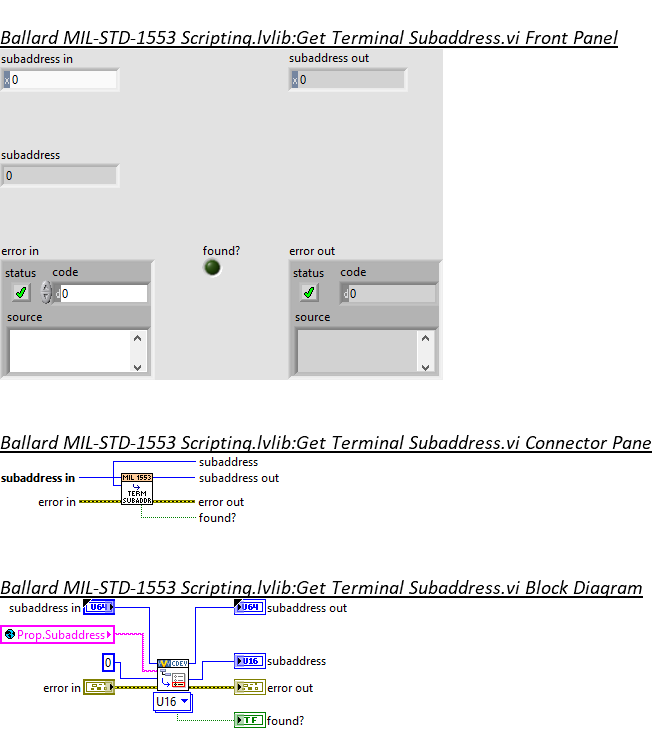 Ballard MIL-STD-1553 Scripting.lvlib:Get Terminal Subaddress.vi Front Panel
subaddress in
subaddress out
x 0
x 0
subaddress
0
error in
found?
error out
status code
status code
d 0
d 0
source
source
Ballard MIL-STD-1553 Scripting.lvlib:Get Terminal Subaddress.vi Connector Pane
subaddress
subaddress in
MIL 1553
subaddress out
TERM
error in
SUBADDR
error out
found?
Ballard MIL-STD-1553 Scripting.lvlib:Get Terminal Subaddress.vi Block Diagram
subaddress in
U64
U64
subaddress out
Prop.Subaddress
0
CDEV
U16
subaddress
error in
error out
U16
TF
found?